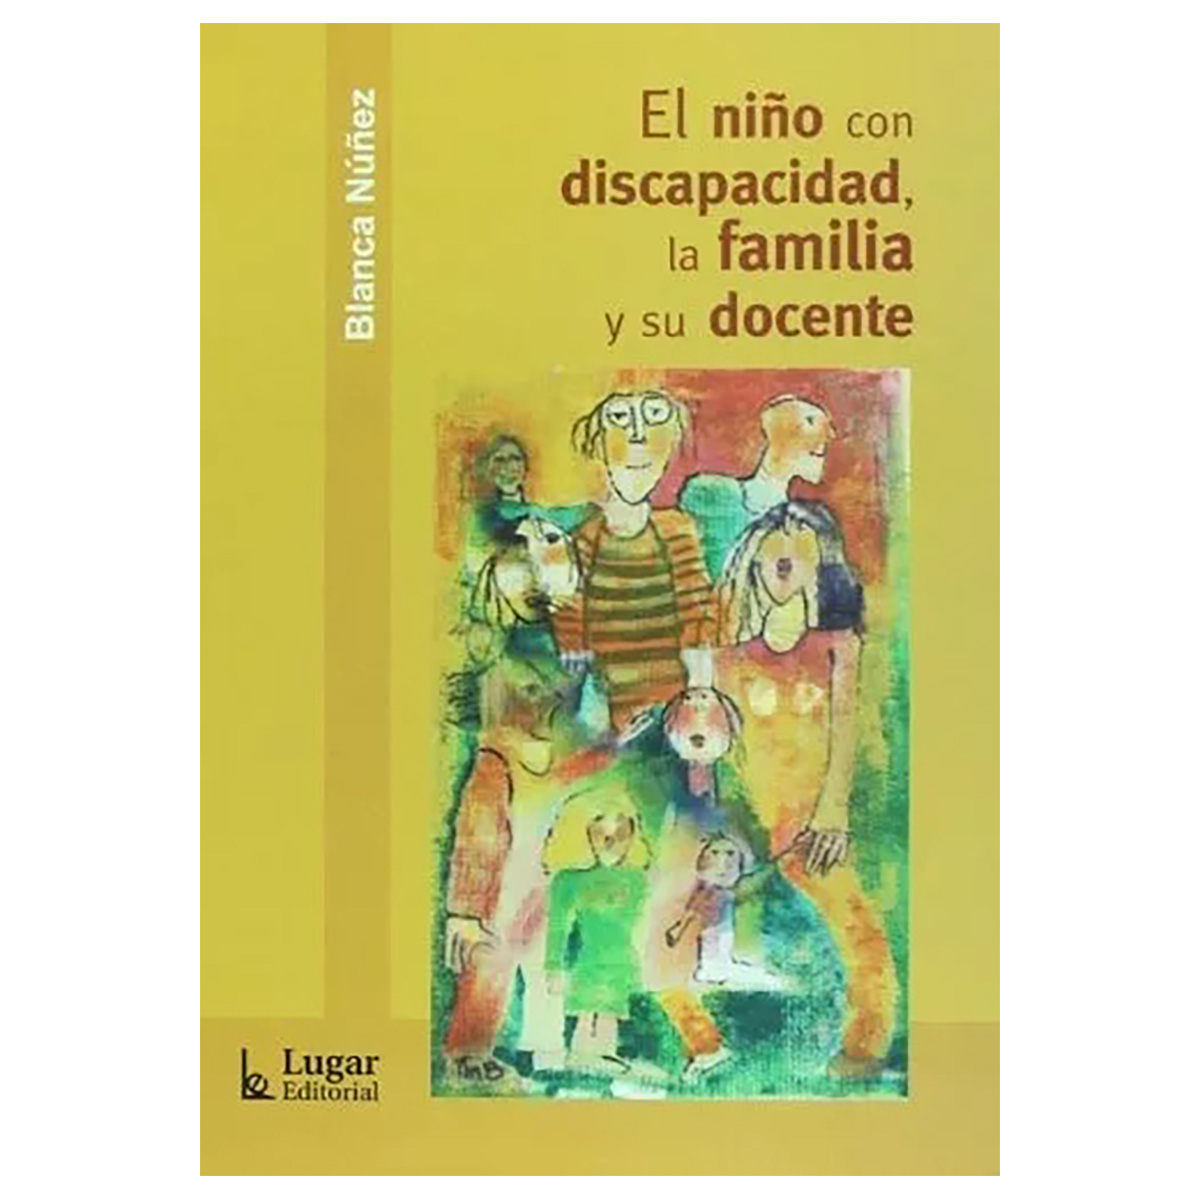 El niño con
discapacidad,
la familia
y su docente
Blanca Núñez
Lugar
Editorial